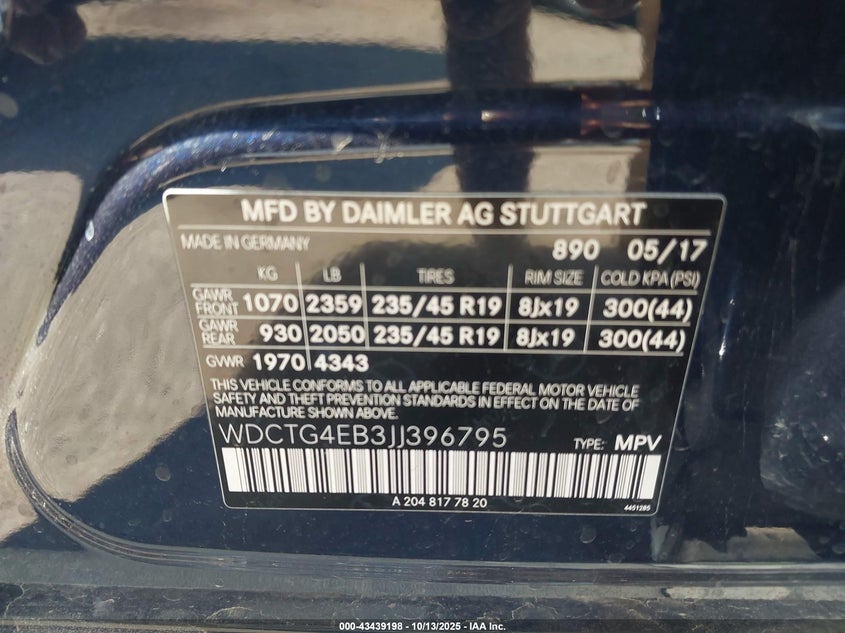 MFD BY DAIMLER AG STUTTGART
MADE IN GERMANY 890 05/17
KG LB TIRES RIM SIZE COLD KPA (PSI)
GAWR FRONT 1070 2359 235/45 R19 8Jx19 300(44)
GAWR REAR 930 2050 235/45 R19 8Jx19 300(44)
GVWR 1970 4343
THIS VEHICLE CONFORMS TO ALL APPLICABLE FEDERAL MOTOR VEHICLE
SAFETY AND THEFT PREVENTION STANDARDS IN EFFECT ON THE DATE OF
MANUFACTURE SHOWN ABOVE.
WDCTG4EB3JJ396795 TYPE: MPV
A 204 817 78 20 4451285
000-43439198 - 10/13/2025 - IAA Inc.